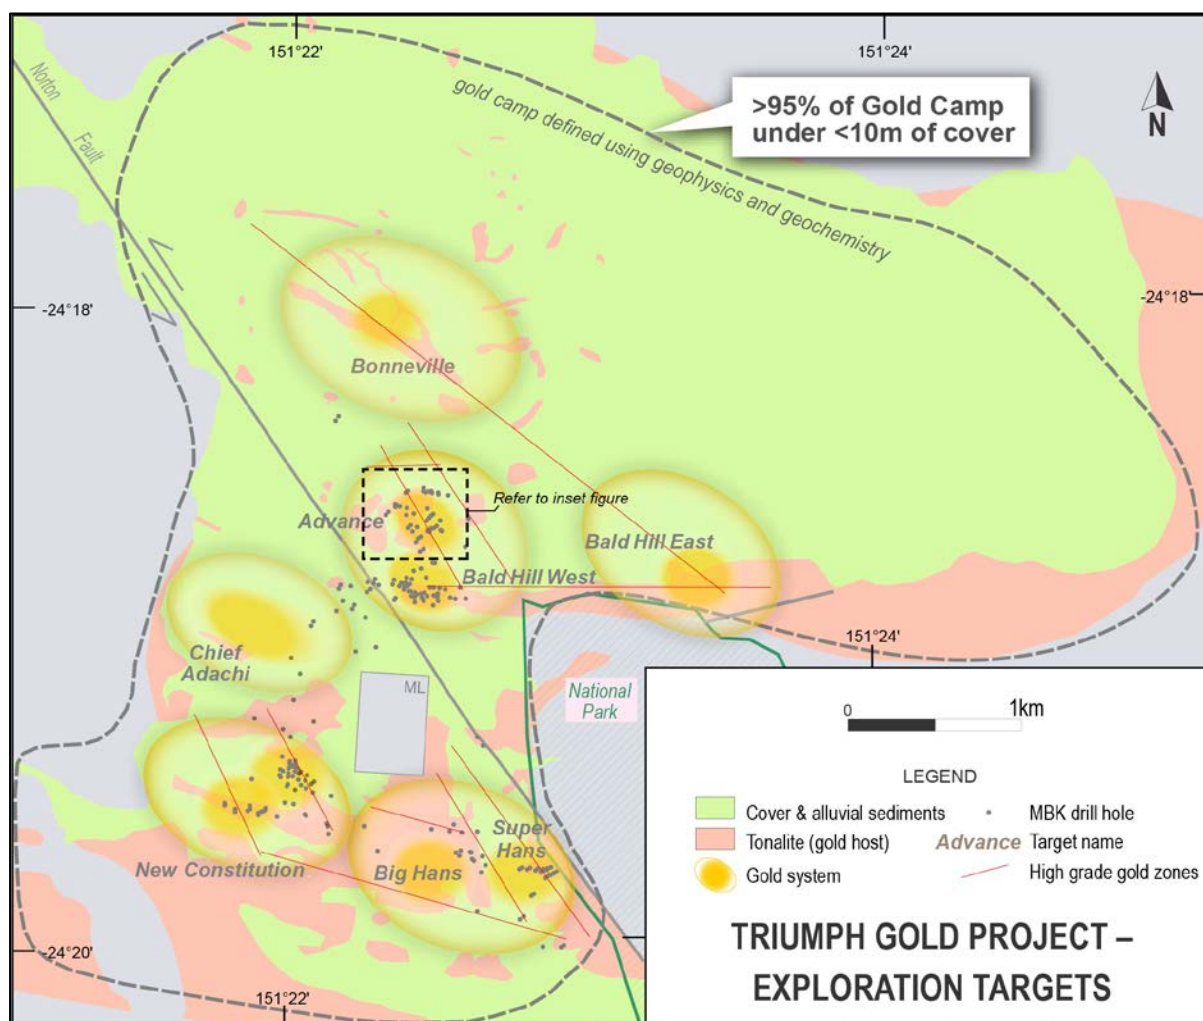 151°22'
151°24'
Norton
Fault
gold camp defined using geophysics and geochemistry
>95% of Gold Camp
under <10m of cover
N
-24°18'
-24°18'
Bonneville
Refer to inset figure
Advance
Bald Hill East
Bald Hill West
151°24'
Chief
Adachi
ML
National
Park
Super
Hans
New Constitution
Big Hans
-24°20'
151°22'
0
1km
LEGEND
Cover & alluvial sediments
MBK drill hole
Tonalite (gold host)
Advance
Target name
Gold system
High grade gold zones
TRIUMPH GOLD PROJECT –
EXPLORATION TARGETS